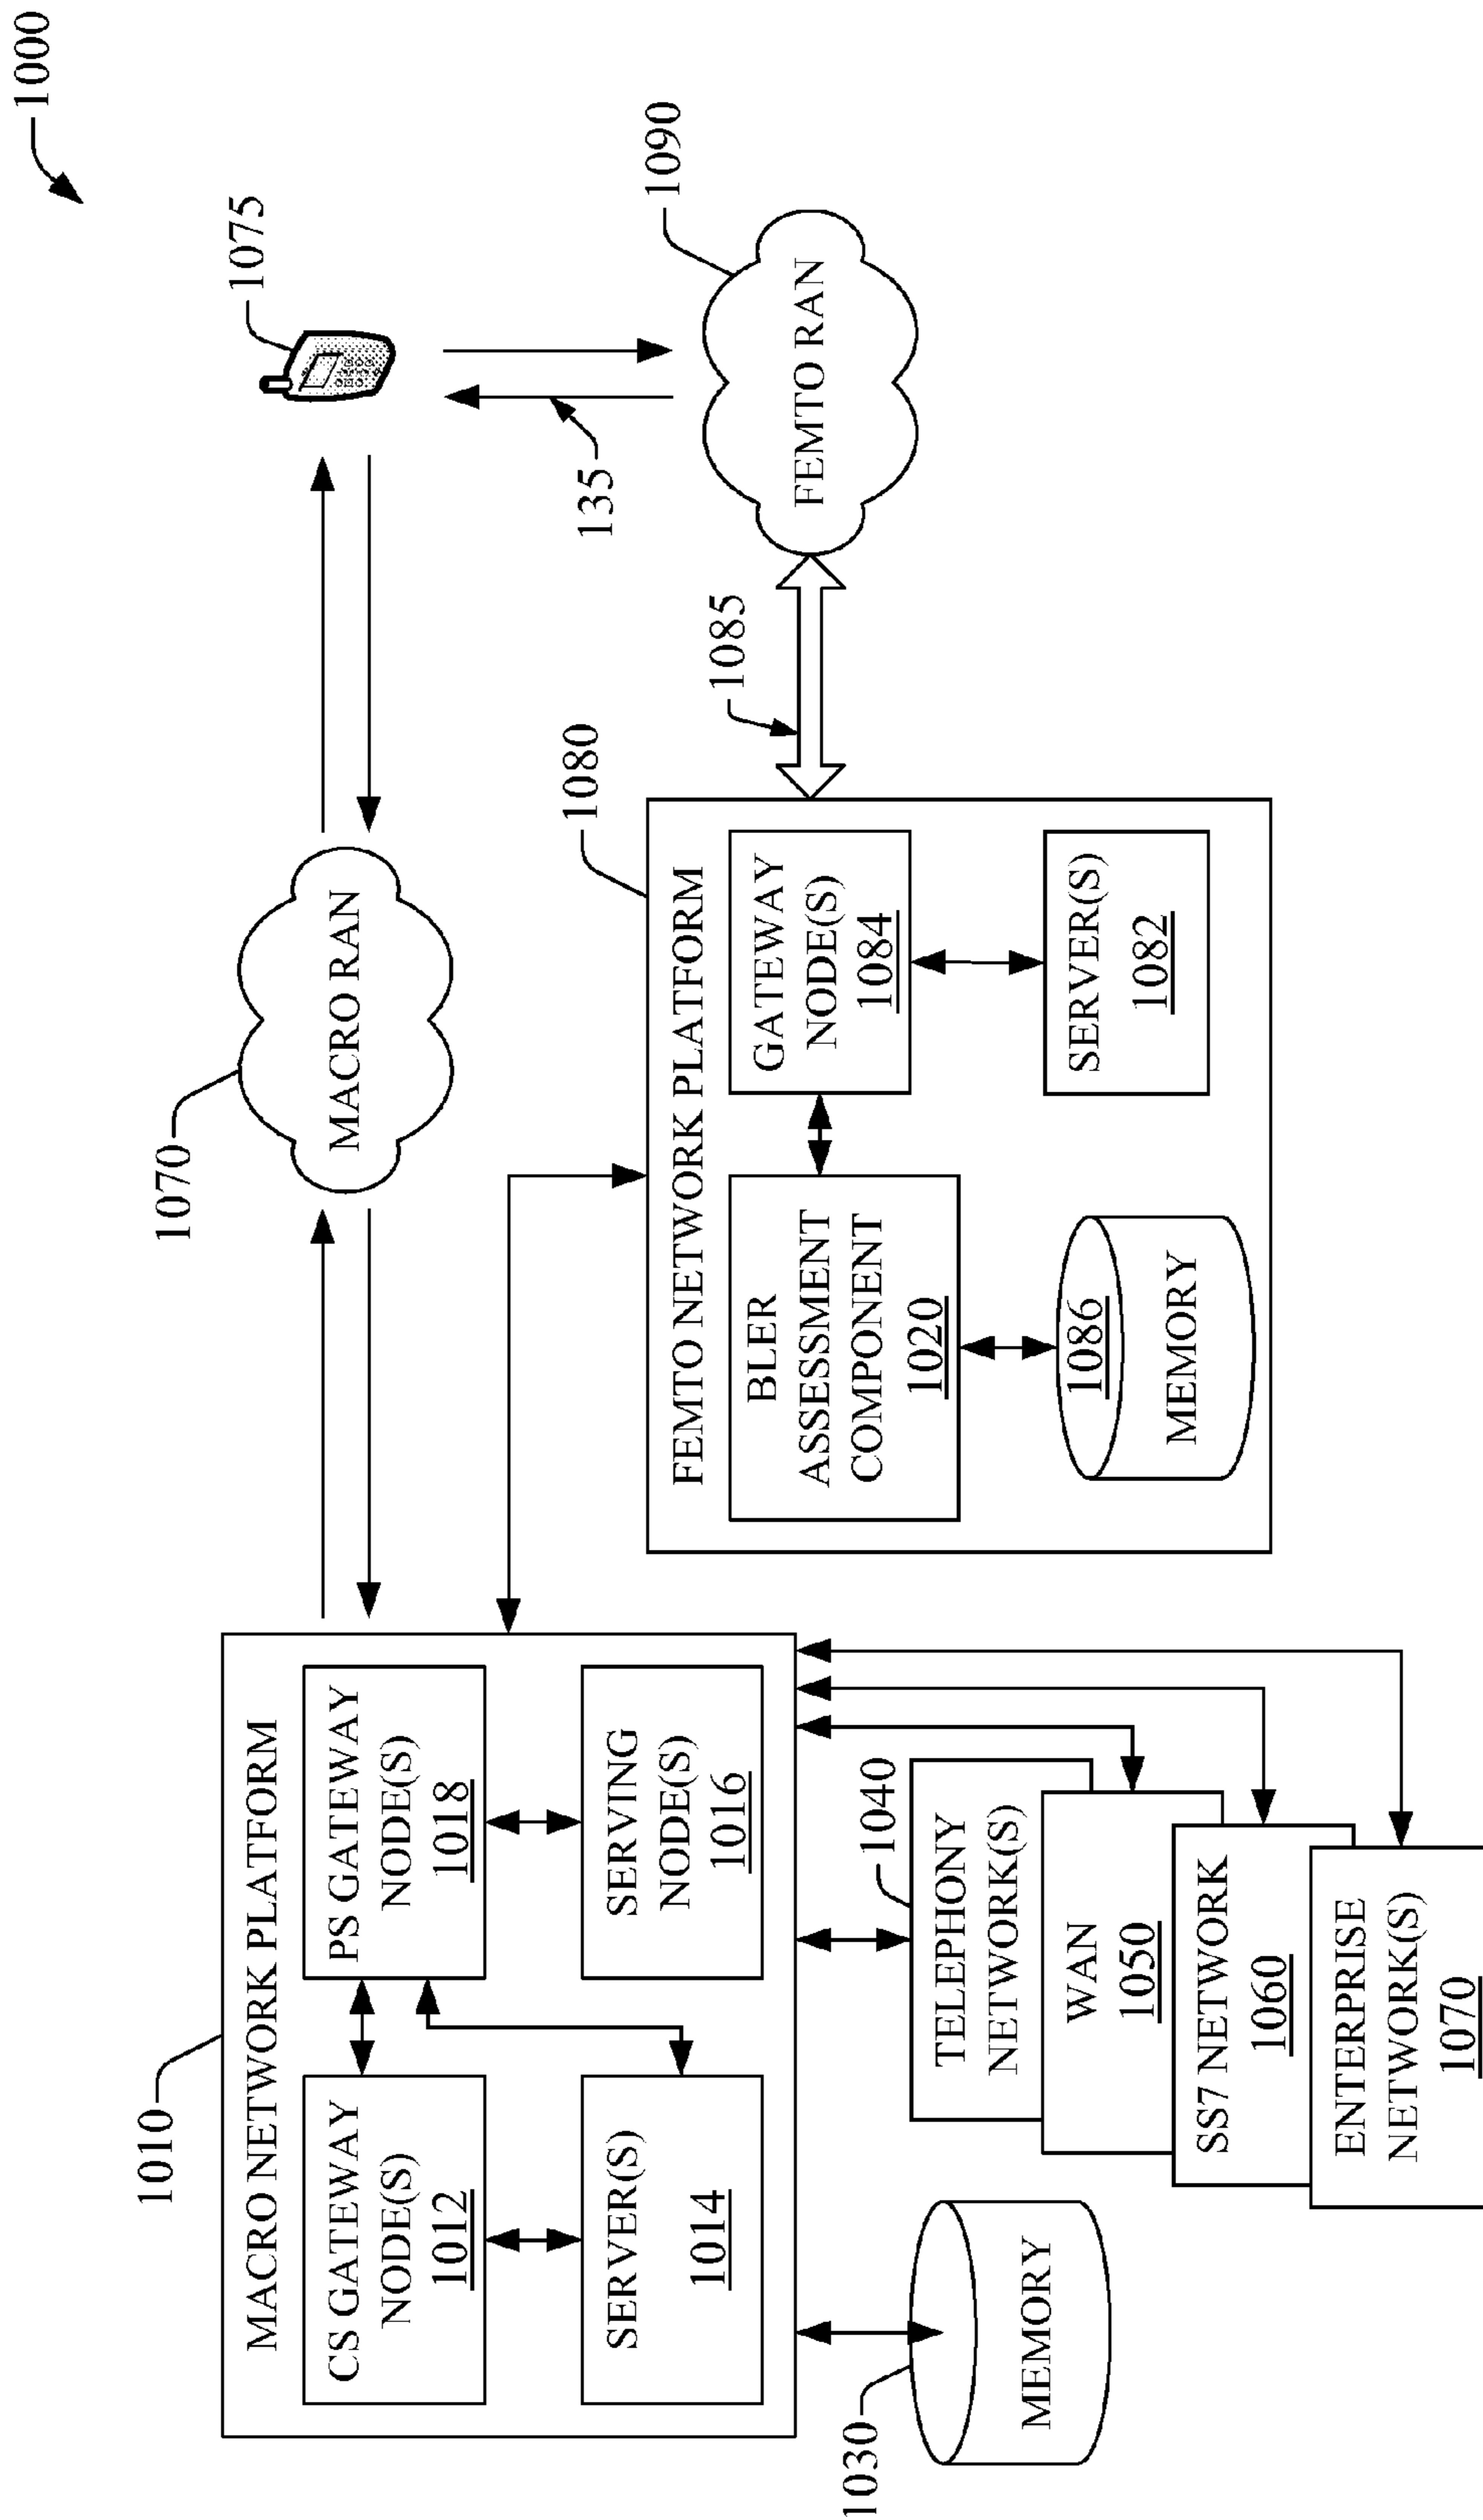 1000
1010
MACRO NETWORK PLATFORM
CS GATEWAY
NODE(S)
1012
PS GATEWAY
NODE(S)
1018
SERVER(S)
1014
SERVING
NODE(S)
1016
1070
MACRO RAN
1075
135
1090
FEMTO RAN
1085
1080
FEMTO NETWORK PLATFORM
BLER
ASSESSMENT
COMPONENT
1020
GATEWAY
NODE(S)
1084
1086
MEMORY
SERVER(S)
1082
1030
MEMORY
1040
TELEPHONY
NETWORK(S)
WAN
1050
SS7 NETWORK
1060
ENTERPRISE
NETWORK(S)
1070